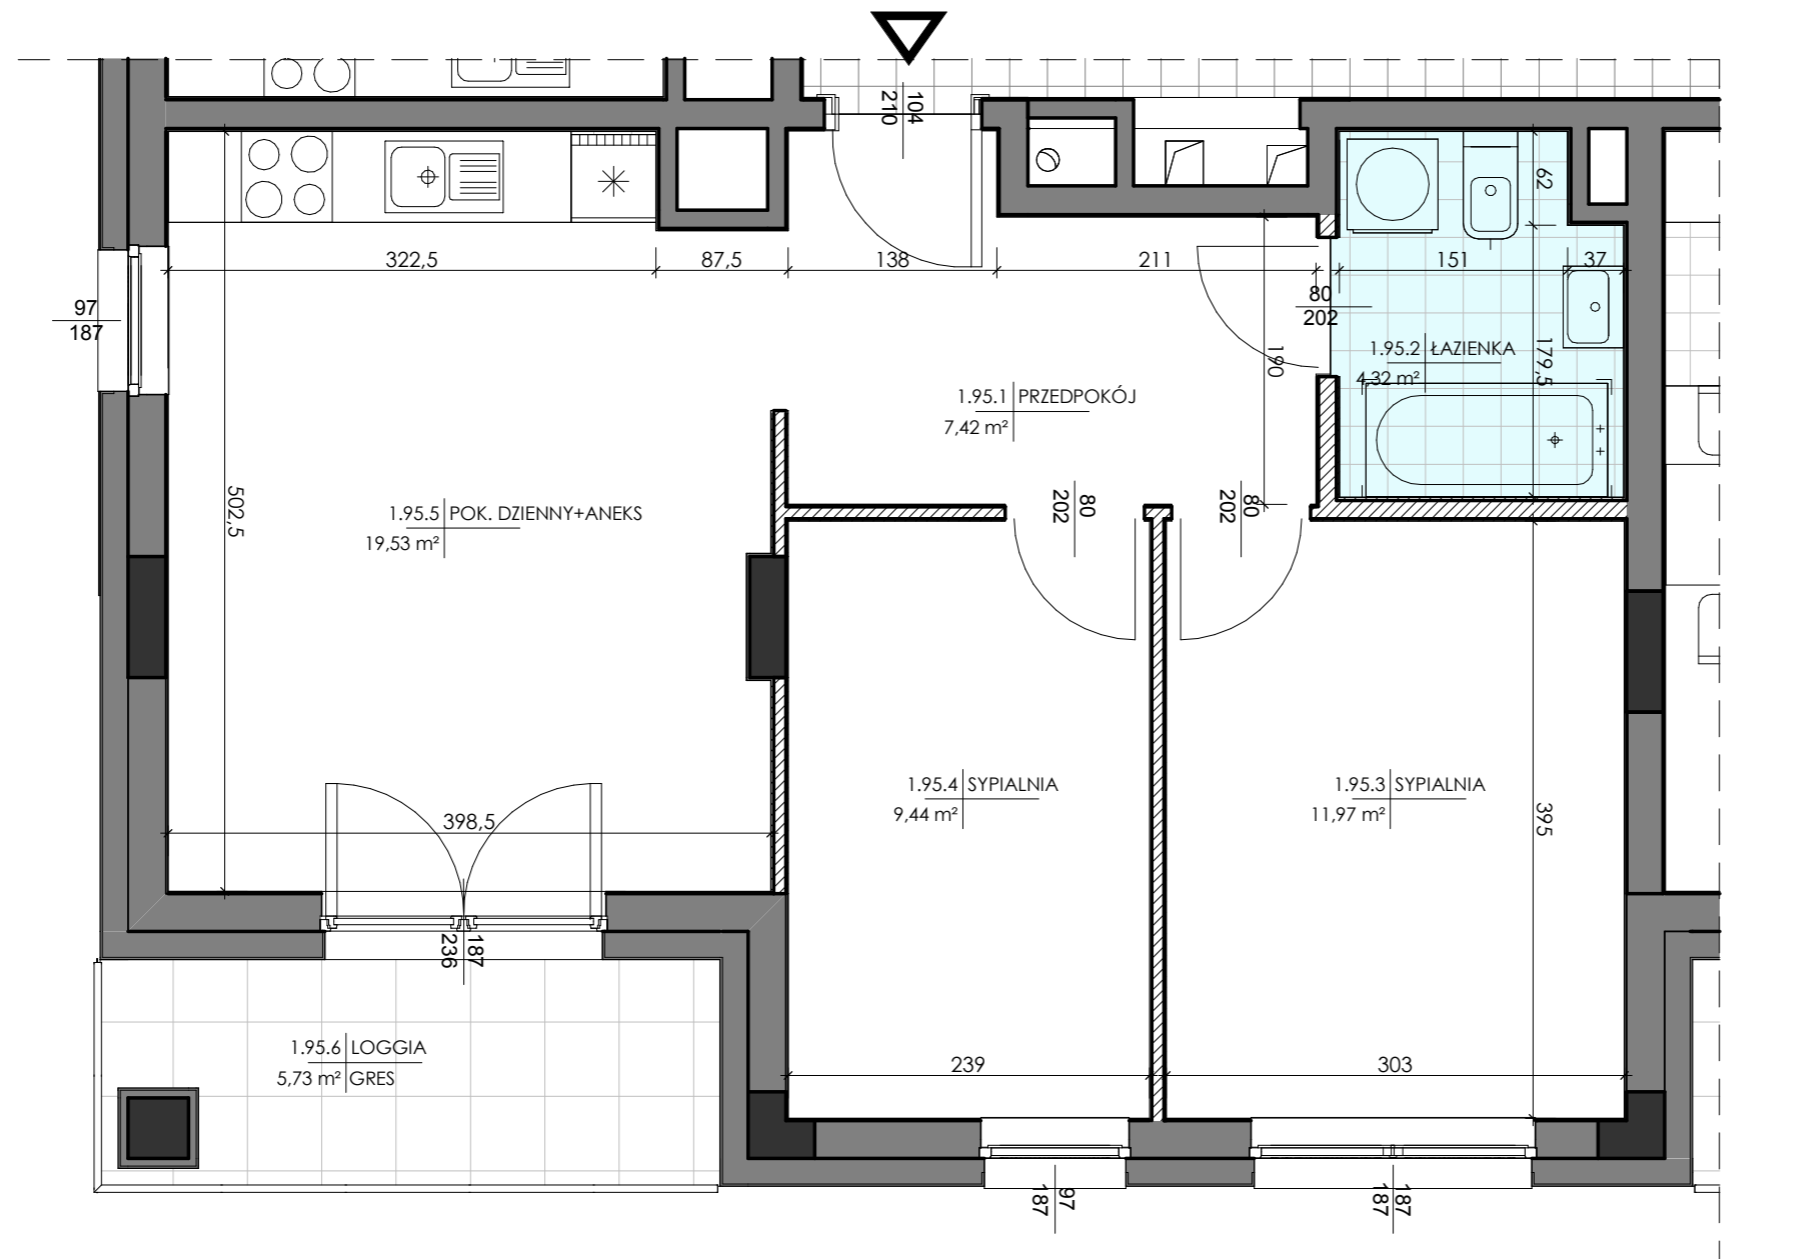 104
210
62
322,5
87,5
138
211
151
37
97
187
80
202
190
179,5
1.95.2 ŁAZIENKA
4,32 m²
1.95.1 PRZEDPOKÓJ
7,42 m²
502,5
1.95.5 POK. DZIENNY+ANEKS
19,53 m²
80
202
80
202
1.95.4 SYPIALNIA
9,44 m²
1.95.3 SYPIALNIA
11,97 m²
395
398,5
187
236
1.95.6 LOGGIA
5,73 m² GRES
239
303
97
187
187
187